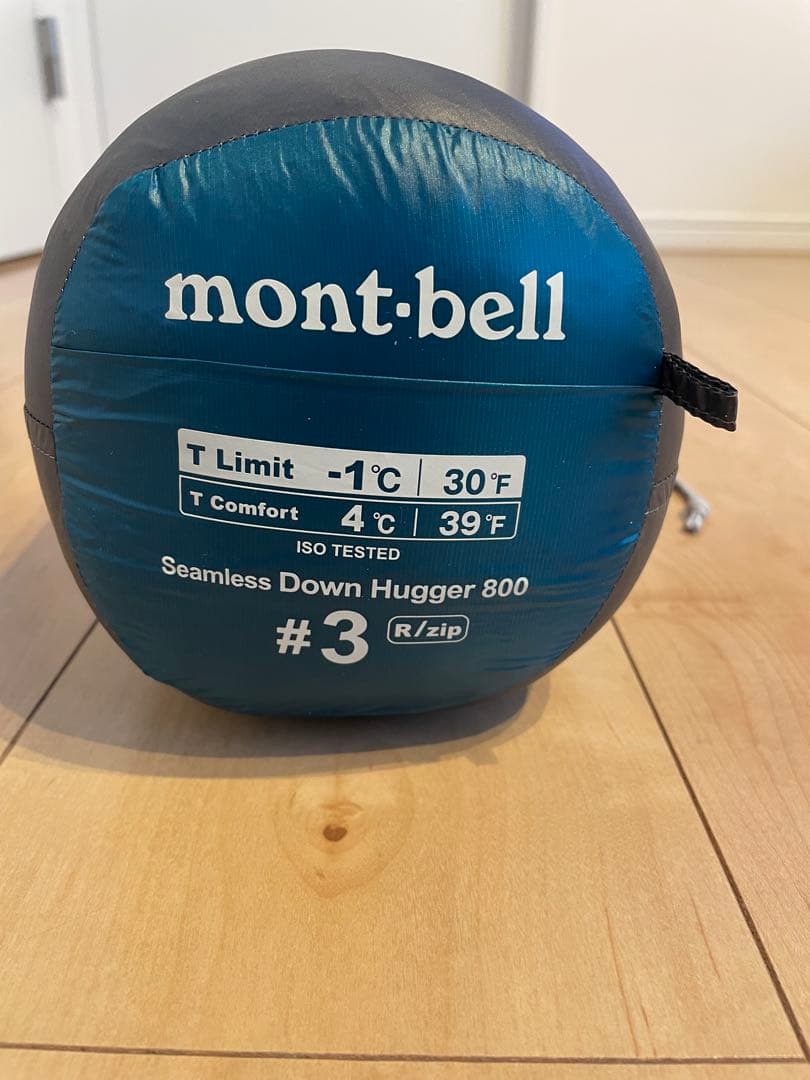 mont·bell
T Limit -1℃ | 30°F
T Comfort 4℃ | 39°F
ISO TESTED
Seamless Down Hugger 800
#3 R/zip